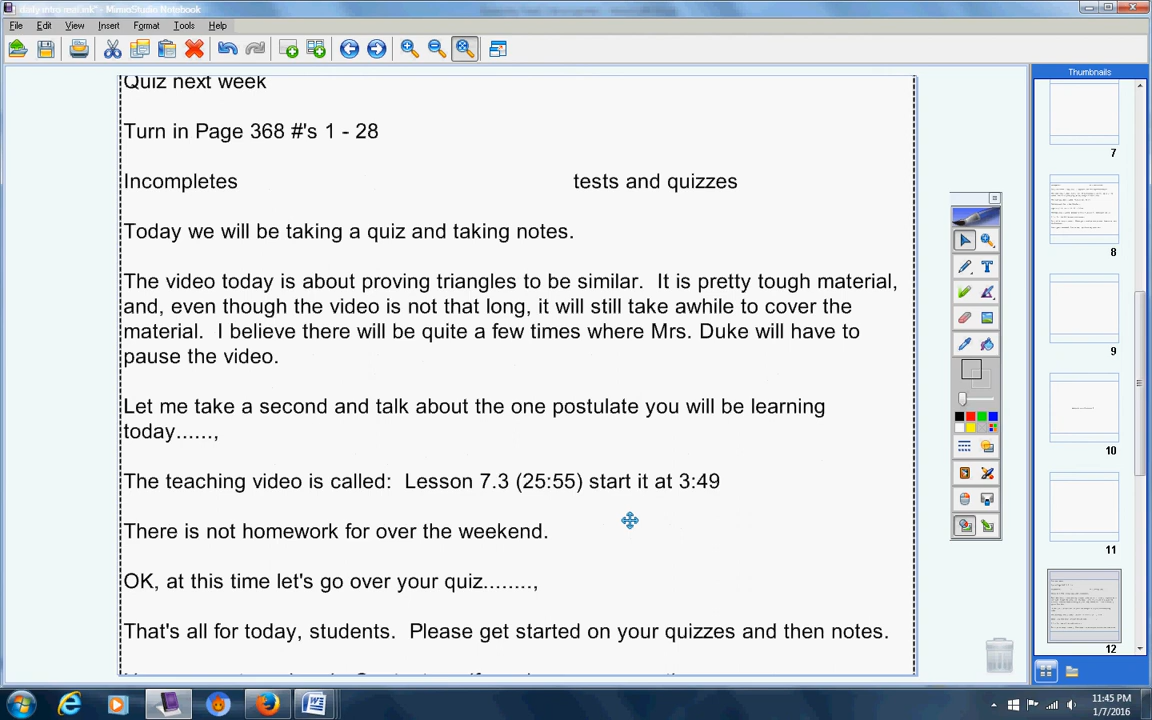 daily intro real ask* - MimioStudio Notebook
File Edit View Insert Format Tools Help
Quiz next week
Turn in Page 368 #'s 1 - 28
Incompletes tests and quizzes
Today we will be taking a quiz and taking notes.
The video today is about proving triangles to be similar. It is pretty tough material,
and, even though the video is not that long, it will still take awhile to cover the
material. I believe there will be quite a few times where Mrs. Duke will have to
pause the video.
Let me take a second and talk about the one postulate you will be learning
today......,
The teaching video is called: Lesson 7.3 (25:55) start it at 3:49
There is not homework for over the weekend.
OK, at this time let's go over your quiz........,
That's all for today, students. Please get started on your quizzes and then notes.
Thumbnails
7
8
9
10
11
12
11:45 PM
1/7/2016